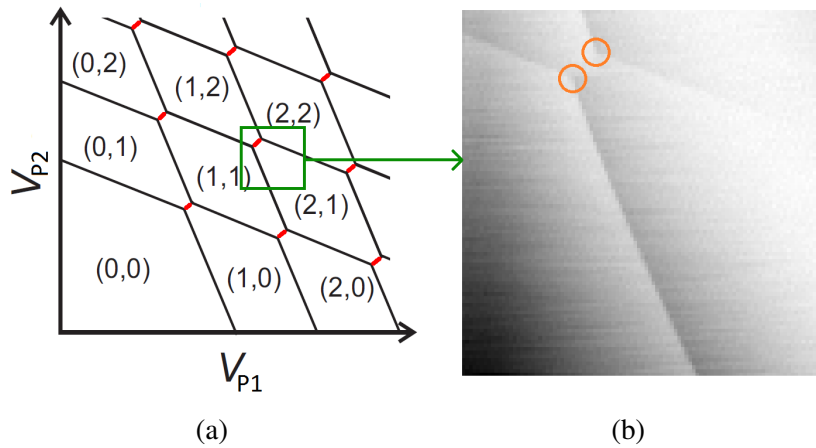 (0,2)
(1,2)
(2,2)
(0,1)
(1,1)
(2,1)
(0,0)
(1,0)
(2,0)
VP2
VP1
(a)
(b)